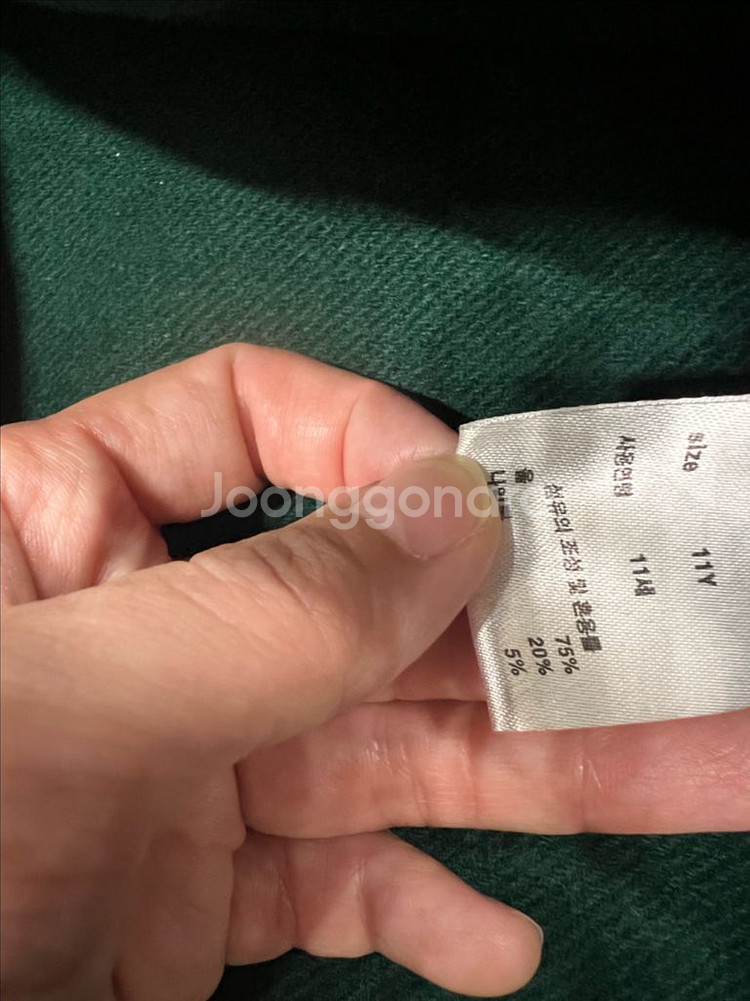 size 11Y
사용연령 11세
섬유의 조성 및 혼용률
울 75%
20%
5%
Joonggona